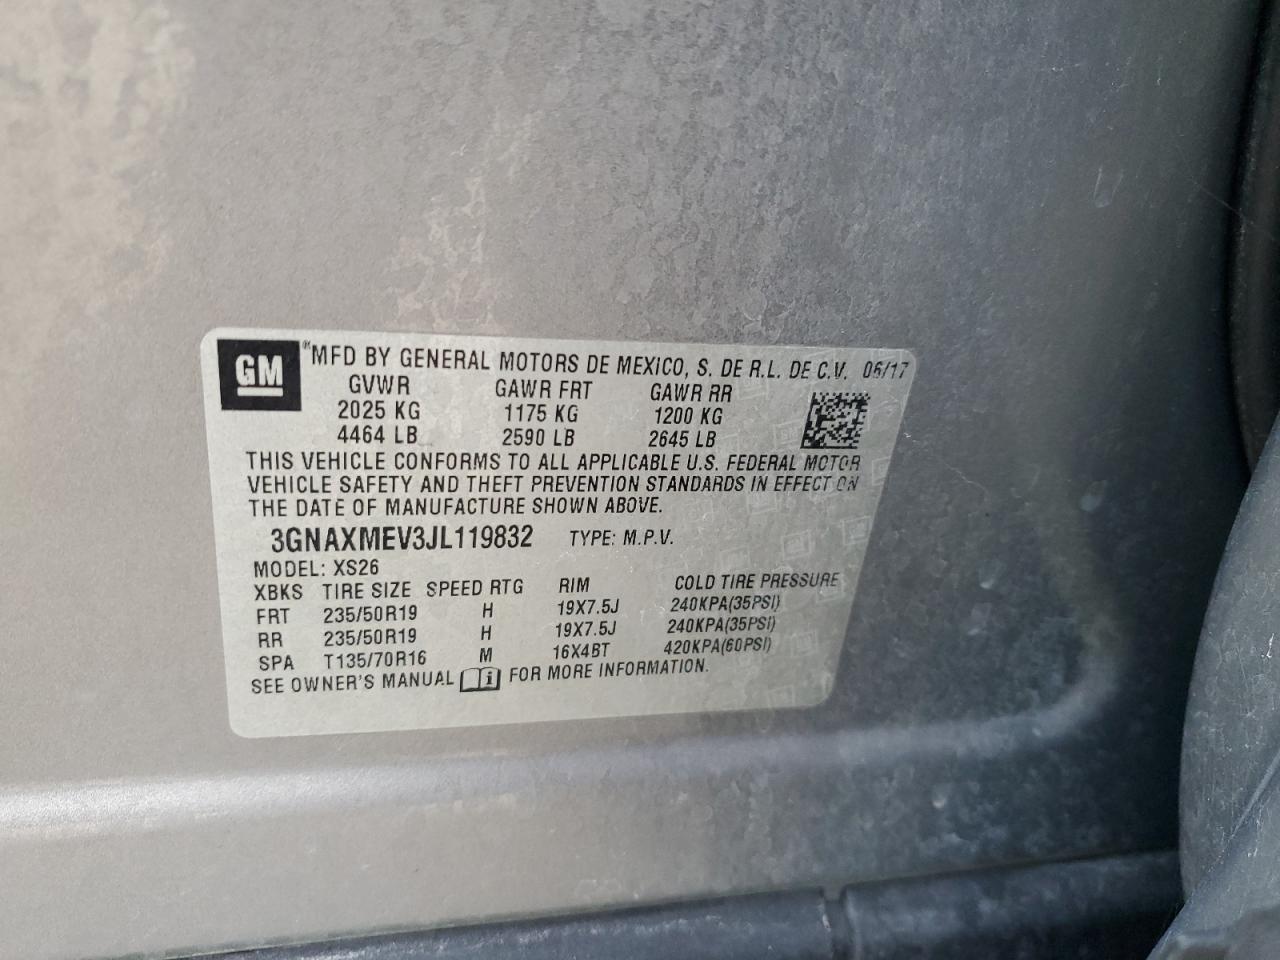 GM ® MFD BY GENERAL MOTORS DE MEXICO, S. DE R.L. DE C.V. 06/17
GVWR GAWR FRT GAWR RR
2025 KG 1175 KG 1200 KG
4464 LB 2590 LB 2645 LB
THIS VEHICLE CONFORMS TO ALL APPLICABLE U.S. FEDERAL MOTOR
VEHICLE SAFETY AND THEFT PREVENTION STANDARDS IN EFFECT ON
THE DATE OF MANUFACTURE SHOWN ABOVE.
3GNAXMEV3JL119832 TYPE: M.P.V.
MODEL: XS26
XBKS TIRE SIZE SPEED RTG RIM COLD TIRE PRESSURE
FRT 235/50R19 H 19X7.5J 240KPA(35PSI)
RR 235/50R19 H 19X7.5J 240KPA(35PSI)
SPA T135/70R16 M 16X4BT 420KPA(60PSI)
SEE OWNER'S MANUAL i FOR MORE INFORMATION.